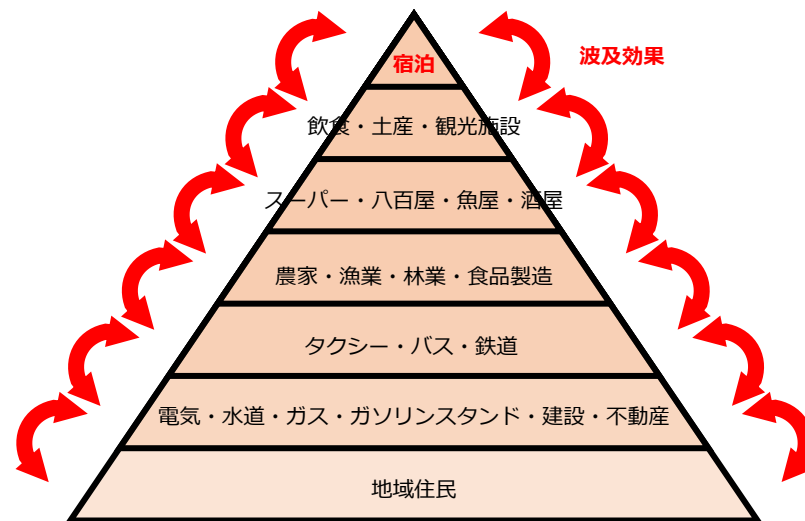 宿泊
波及効果
飲食・土産・観光施設
スーパー・八百屋・魚屋・酒屋
農家・漁業・林業・食品製造
タクシー・バス・鉄道
電気・水道・ガス・ガソリンスタンド・建設・不動産
地域住民